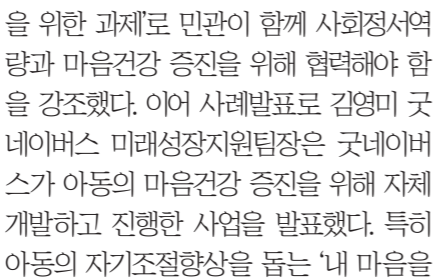 을 위한 과제'로 민관이 함께 사회정서역
량과 마음건강 증진을 위해 협력해야 함
을 강조했다. 이어 사례발표로 김영미 굿
네이버스 미래성장지원팀장은 굿네이버
스가 아동의 마음건강 증진을 위해 자체
개발하고 진행한 사업을 발표했다. 특히
아동의 자기조절향상을 돕는 '내 마음을